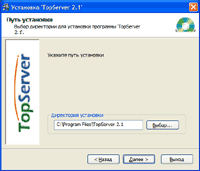 Установка 'TopServer 2.1'
Путь установки
Выбор директории для установки программы 'TopServer
2.1'.
TopServer
Укажите путь установки
Директория установки
C:\Program Files\TopServer 2.1
Выбор...
< Назад
Далее >
Выход